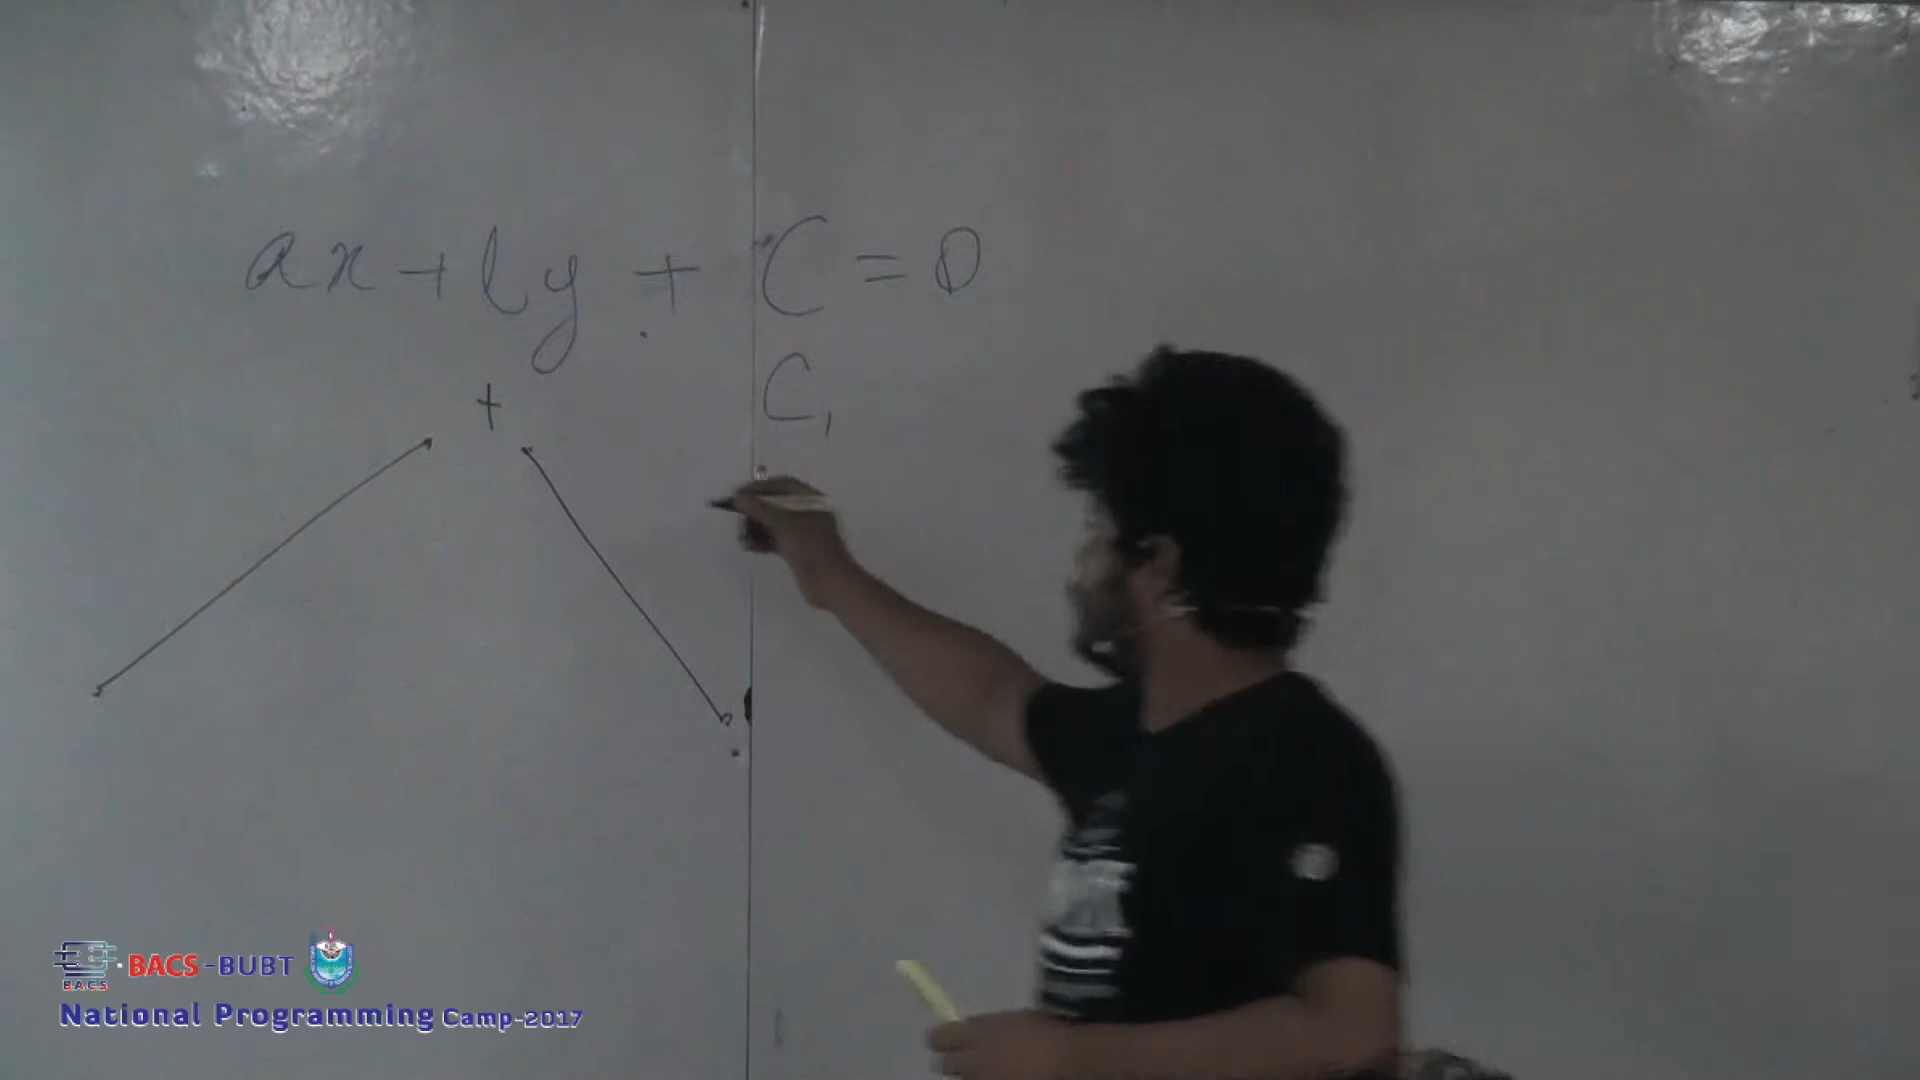 ax + by + C = 0
+
C₁
B.A.C.S
BACS-BUBT
National Programming Camp-2017